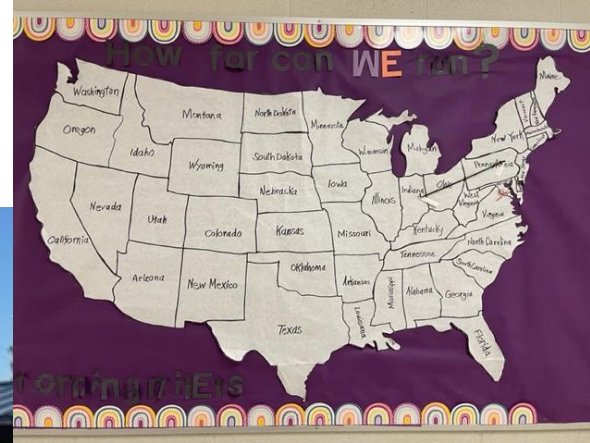 How far can WE run?
Washington
Montana
North Dakota
Minnesota
Maine
Oregon
Idaho
Wyoming
South Dakota
Wisconsin
Michigan
New York
Nebraska
Iowa
Illinois
Indiana
Ohio
Pennsylvania
Nevada
Utah
Colorado
Kansas
Missouri
Kentucky
West Virginia
Virginia
California
Arizona
New Mexico
Oklahoma
Arkansas
Tennessee
North Carolina
South Carolina
Texas
Louisiana
Mississippi
Alabama
Georgia
Florida